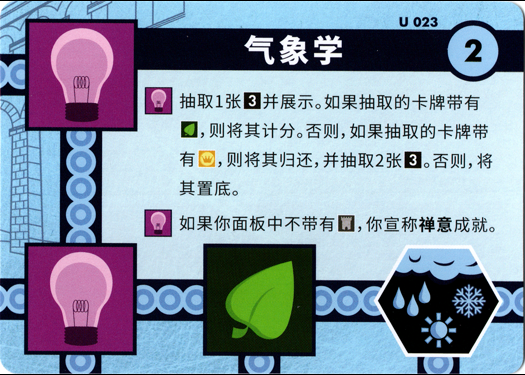 U 023
气象学
2
抽取1张3并展示。如果抽取的卡牌带有
，则将其计分。否则，如果抽取的卡牌带
有，则将其归还，并抽取2张3。否则，将
其置底。
如果你面板中不带有，你宣称禅意成就。